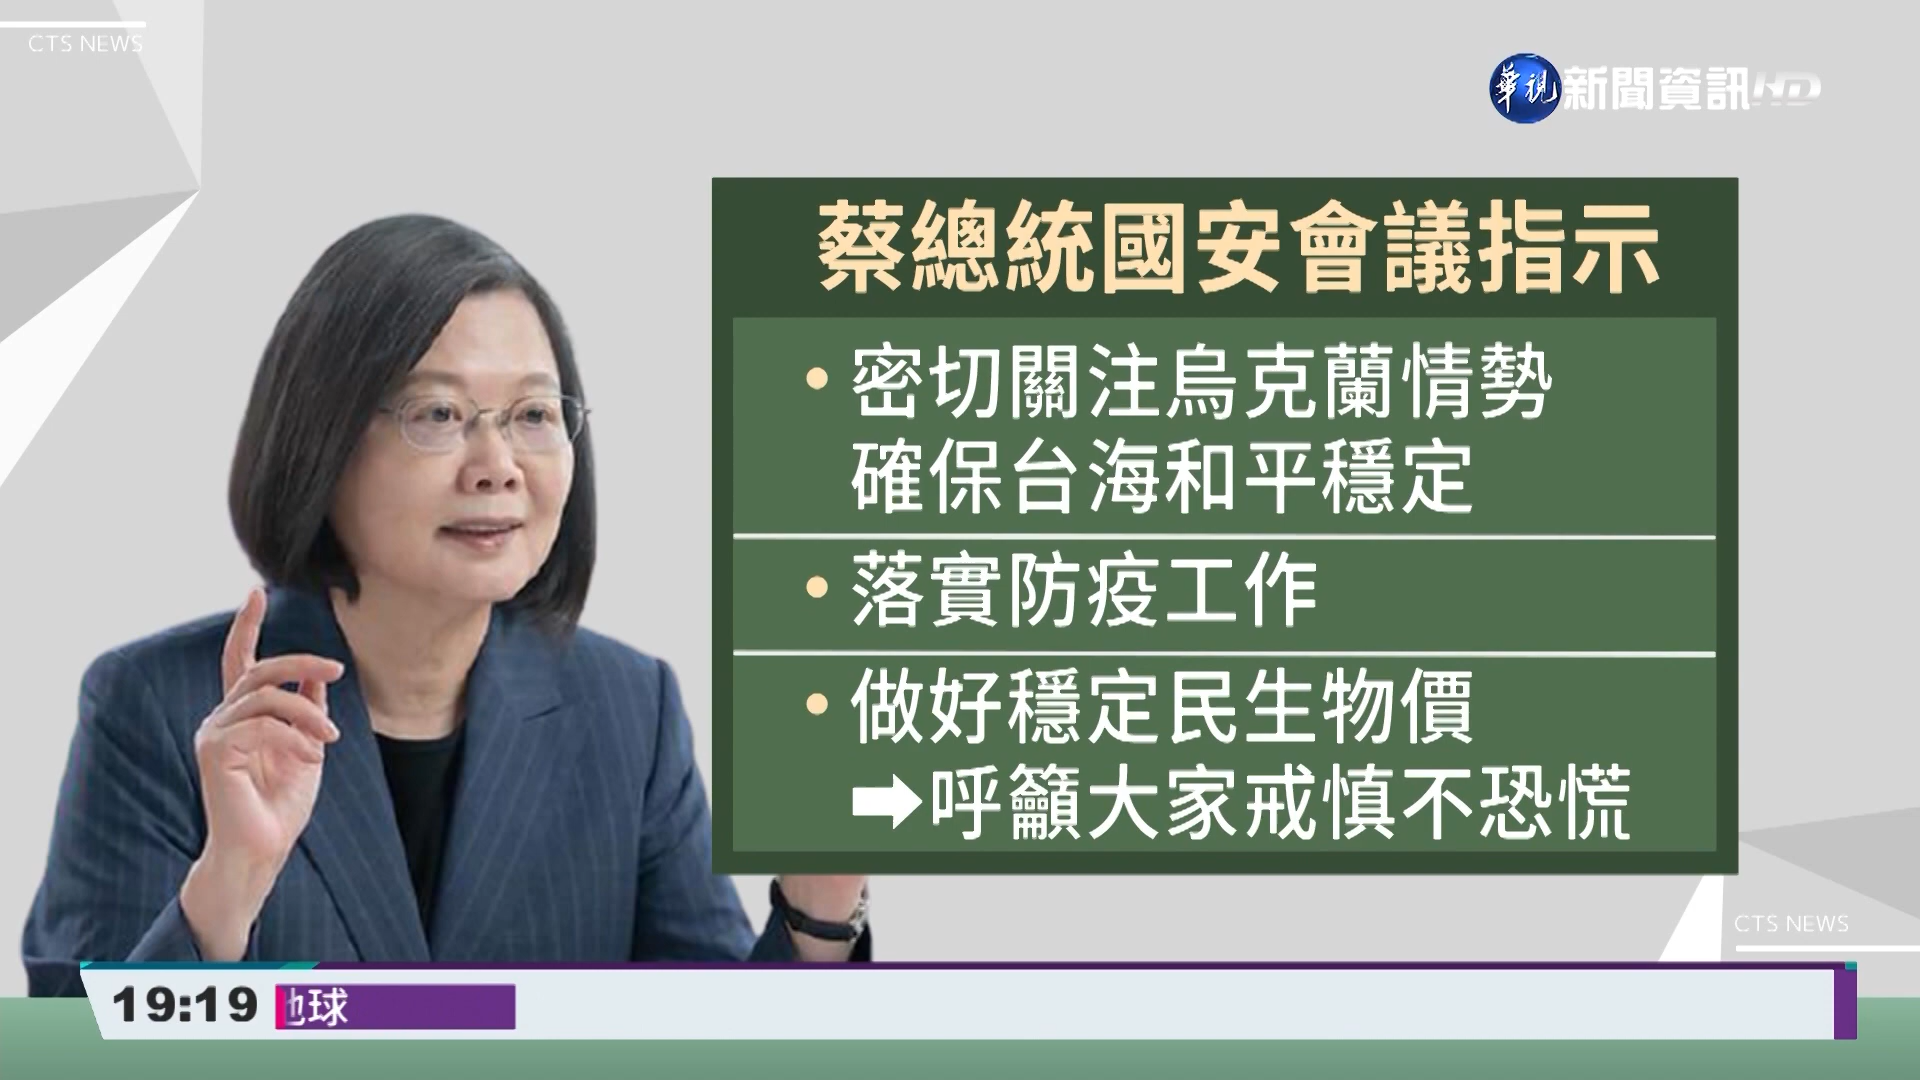 CTS NEWS
華視 新聞資訊 HD
蔡總統國安會議指示
• 密切關注烏克蘭情勢
確保台海和平穩定
• 落實防疫工作
• 做好穩定民生物價
➡呼籲大家戒慎不恐慌
CTS NEWS
19:19 地球